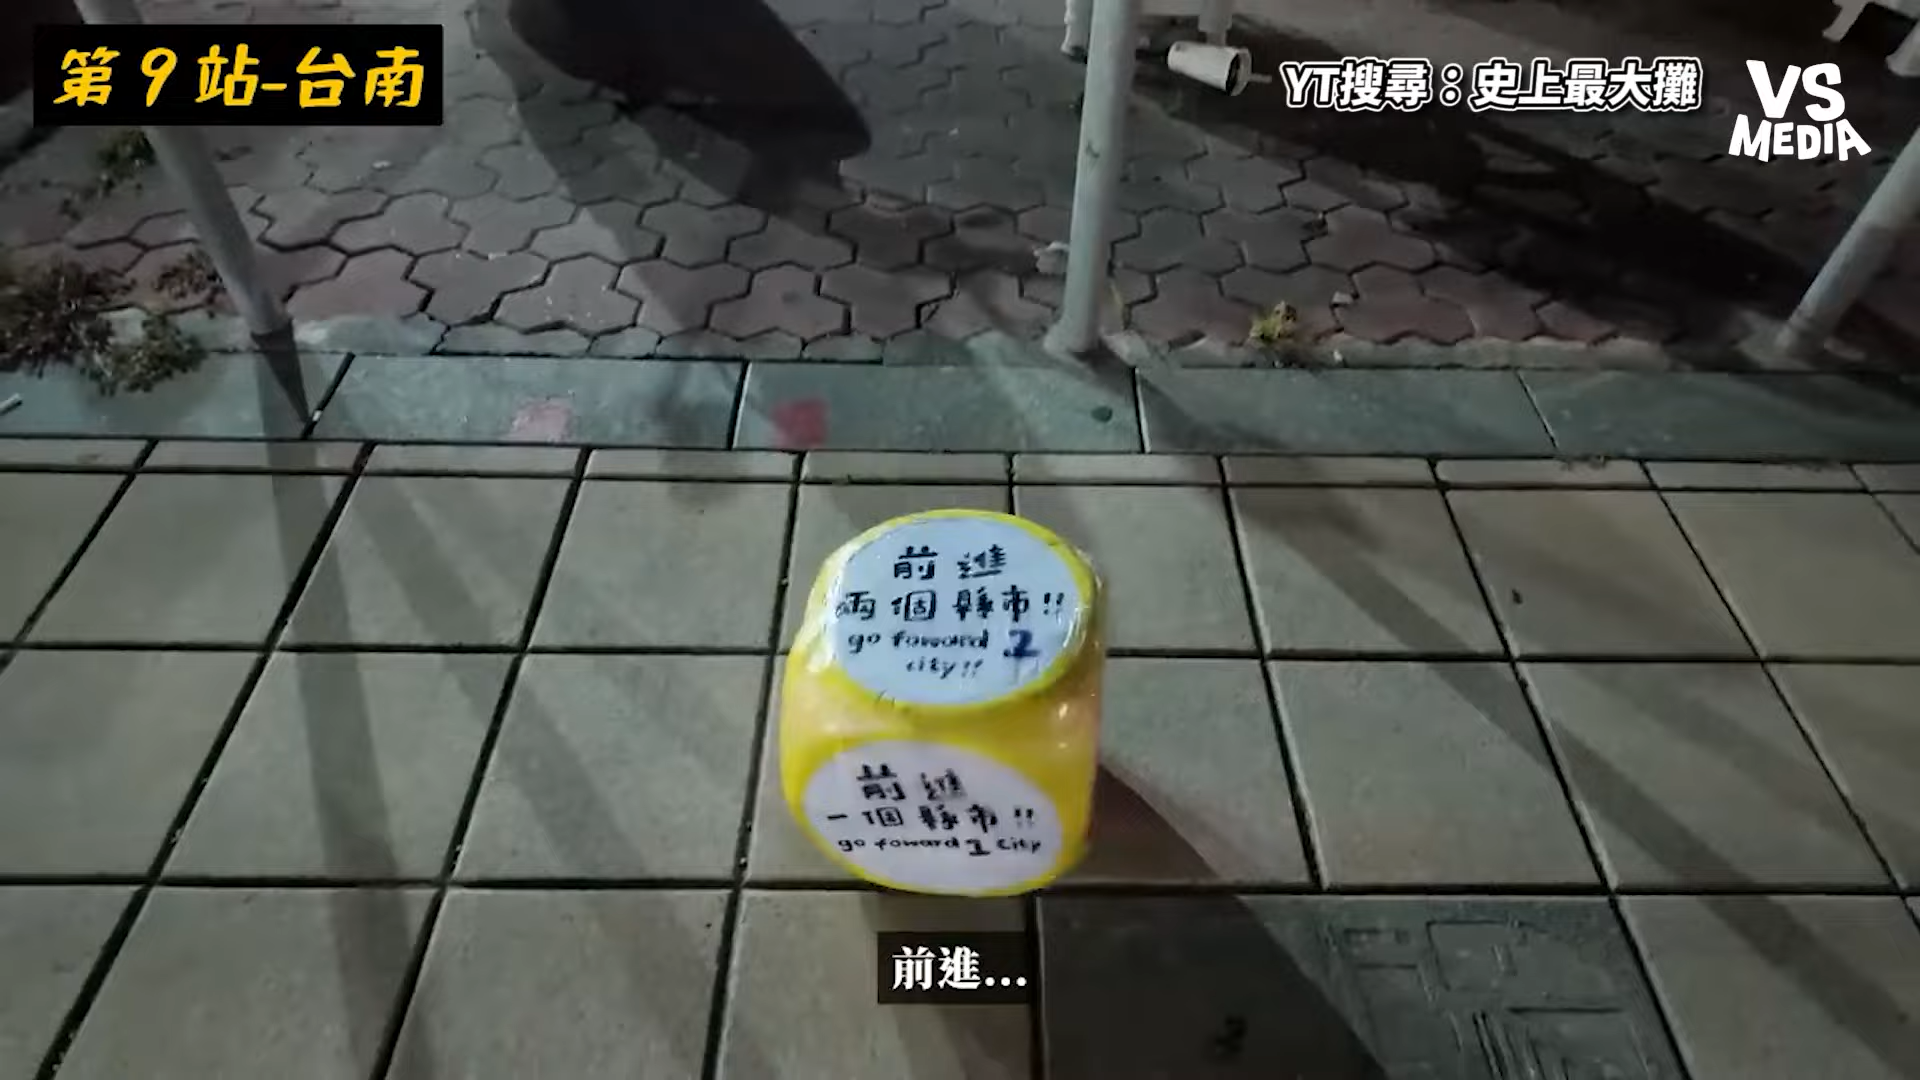 第9站-台南
YT搜尋：史上最大攤
VS
MEDIA
前進
兩個縣市!!
go foward 2
city!!
前進
一個縣市!!
go foward 1 city
前進...